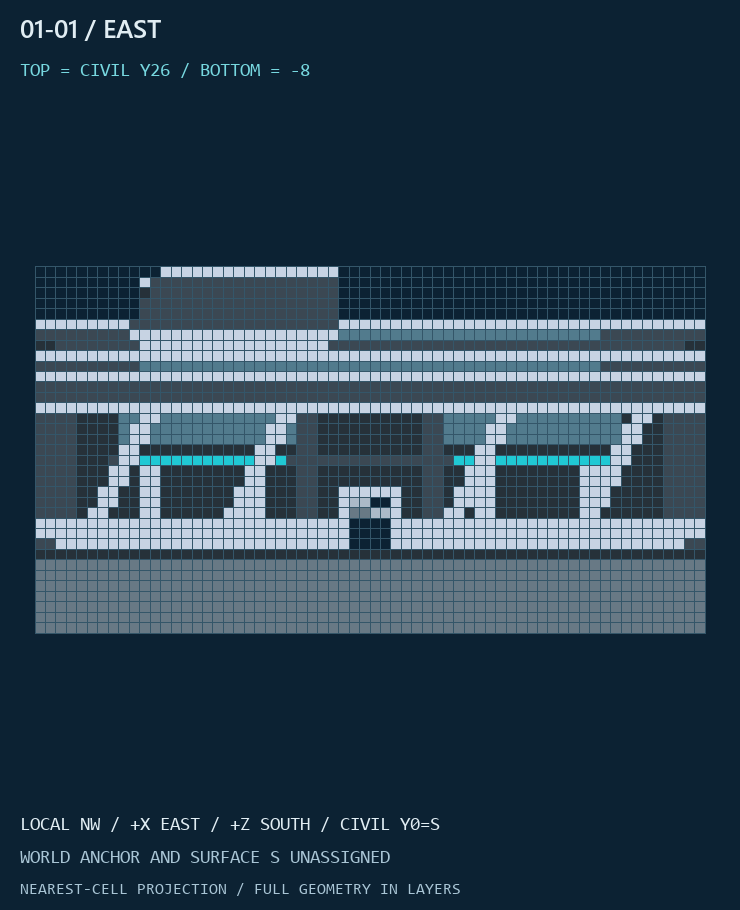 01-01 / EAST
TOP = CIVIL Y26 / BOTTOM = -8
LOCAL NW / +X EAST / +Z SOUTH / CIVIL Y0=S
WORLD ANCHOR AND SURFACE S UNASSIGNED
NEAREST-CELL PROJECTION / FULL GEOMETRY IN LAYERS